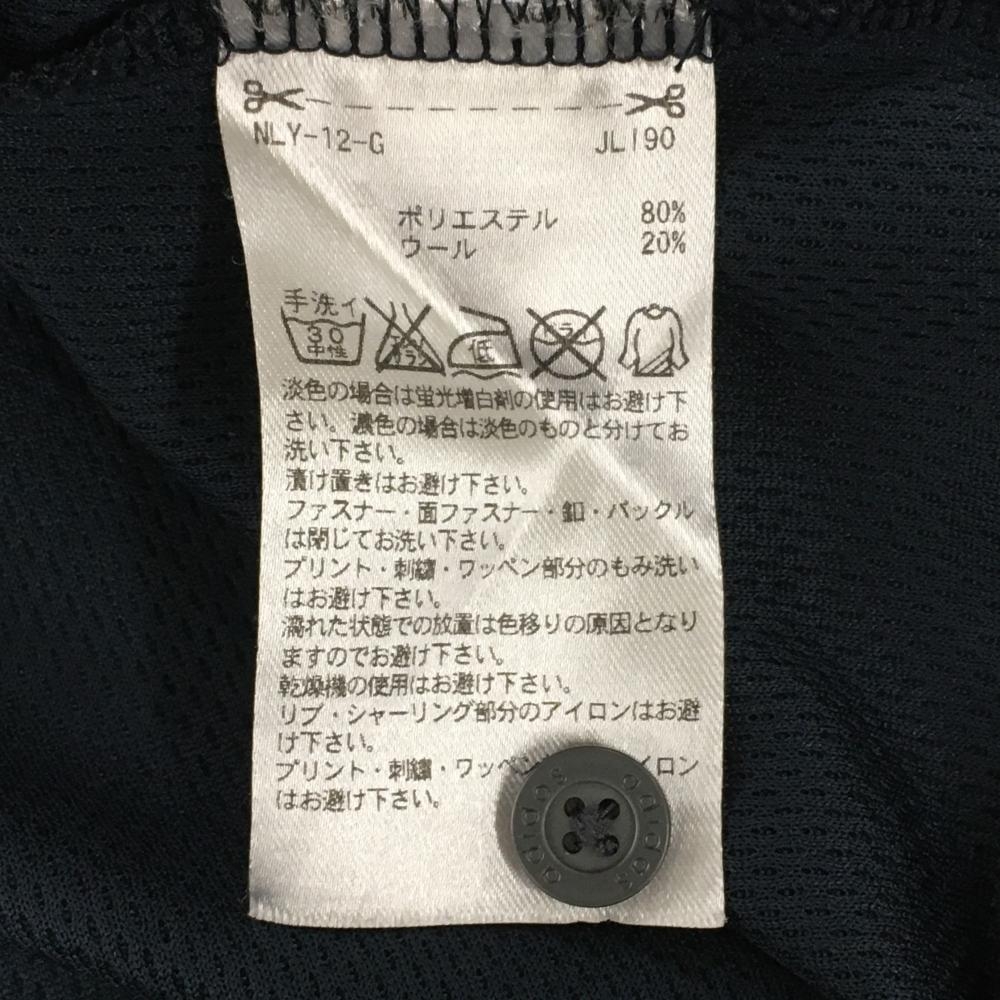 NLY-12-G JLI90
ポリエステル 80%
ウール 20%
手洗イ
30
中性
低
淡色の場合は蛍光増白剤の使用はお避け下
さい。濃色の場合は淡色のものと分けてお
洗い下さい。
漬け置きはお避け下さい。
ファスナー・面ファスナー・釦・バックル
は閉じてお洗い下さい。
プリント・刺繍・ワッペン部分のもみ洗い
はお避け下さい。
濡れた状態での放置は色移りの原因となり
ますのでお避け下さい。
乾燥機の使用はお避け下さい。
リブ・シャーリング部分のアイロンはお避
け下さい。
プリント・刺繍・ワッペン イロン
はお避け下さい。
adidas adidas